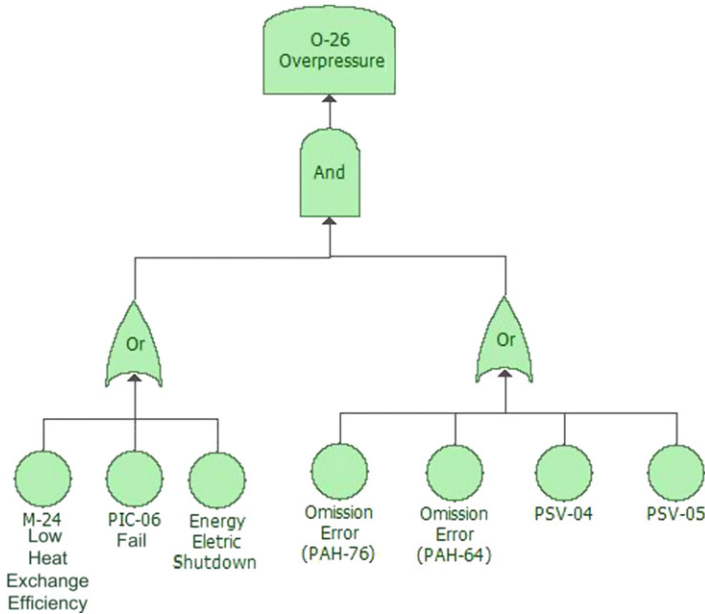 O-26
Overpressure
And
Or
Or
M-24
Low
Heat
Exchange
Efficiency
PIC-06
Fail
Energy
Eletric
Shutdown
Omission
Error
(PAH-76)
Omission
Error
(PAH-64)
PSV-04
PSV-05